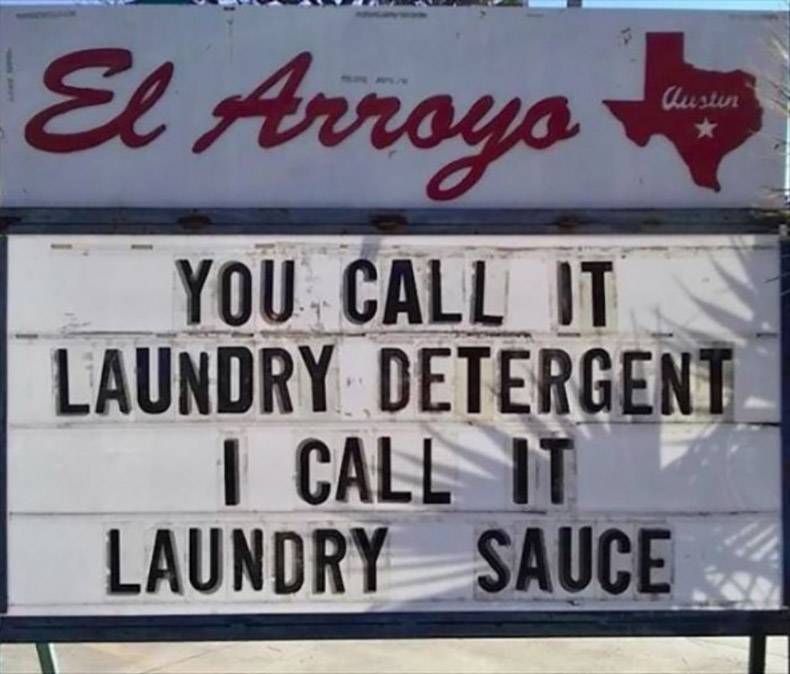 El Arroyo
Austin
YOU CALL IT
LAUNDRY DETERGENT
I CALL IT
LAUNDRY SAUCE